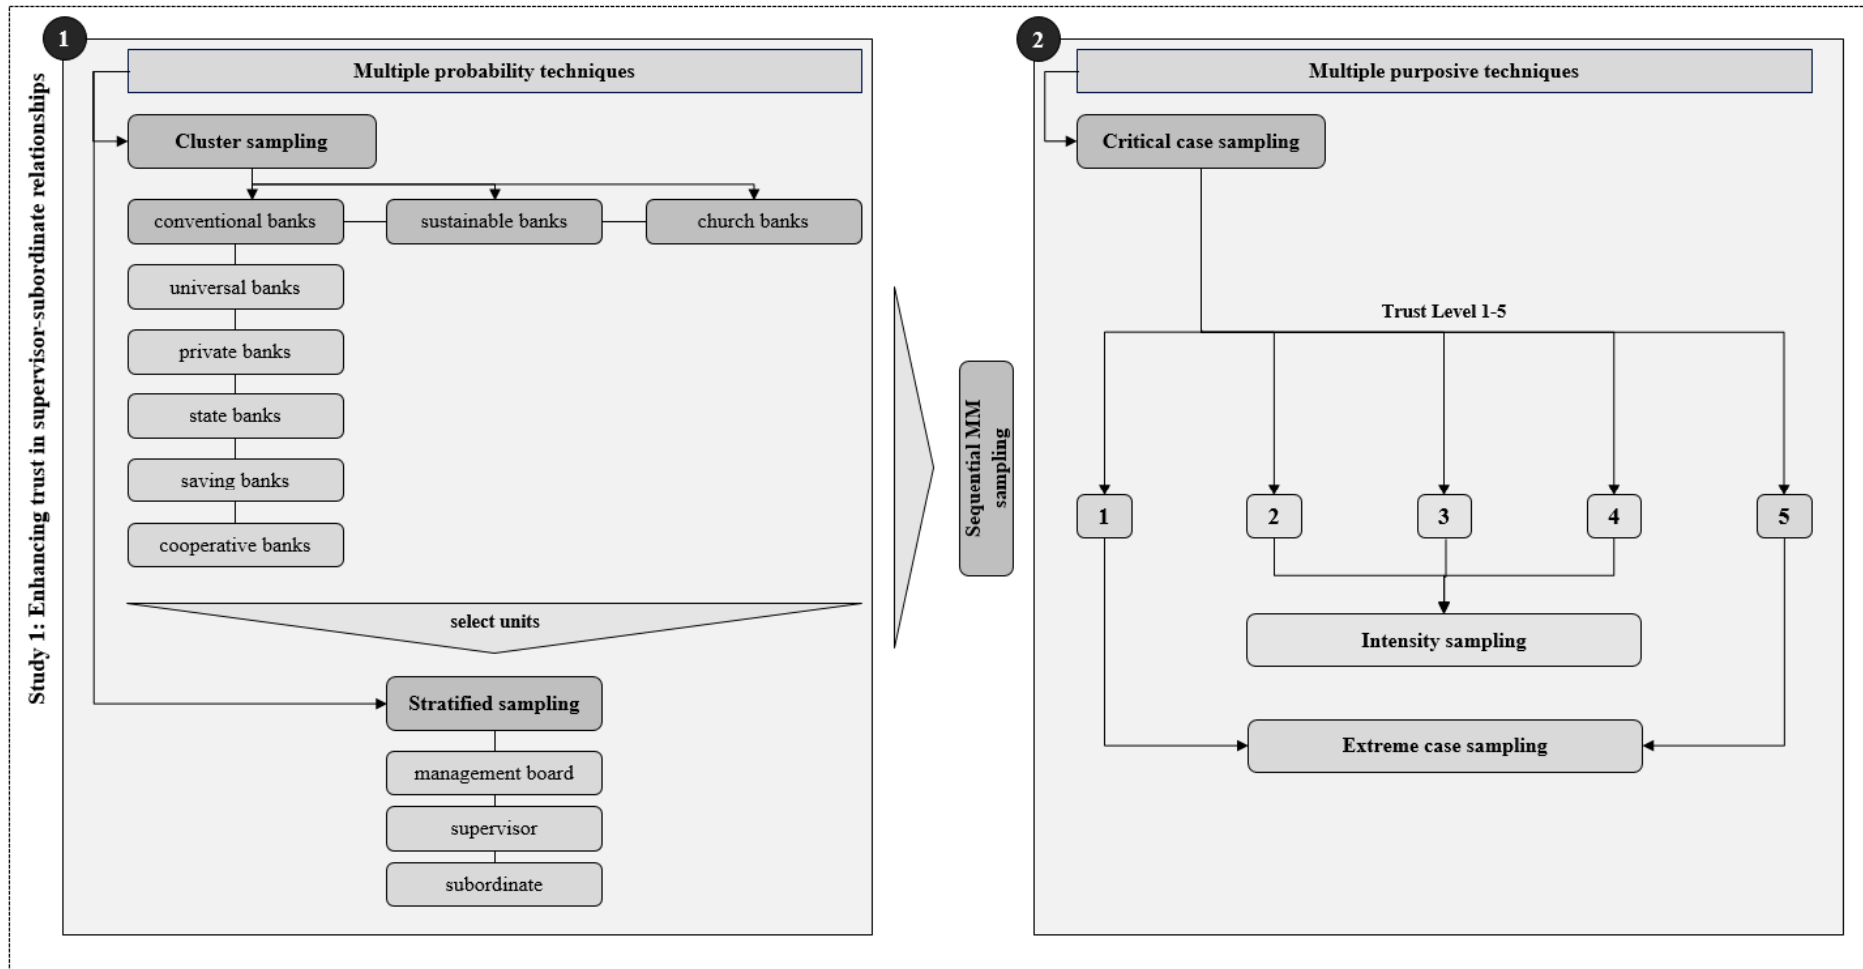 Study 1: Enhancing trust in supervisor-subordinate relationships
1
Multiple probability techniques
Cluster sampling
conventional banks
sustainable banks
church banks
universal banks
private banks
state banks
saving banks
cooperative banks
select units
Stratified sampling
management board
supervisor
subordinate
Sequential MM
sampling
2
Multiple purposive techniques
Critical case sampling
Trust Level 1-5
1
2
3
4
5
Intensity sampling
Extreme case sampling